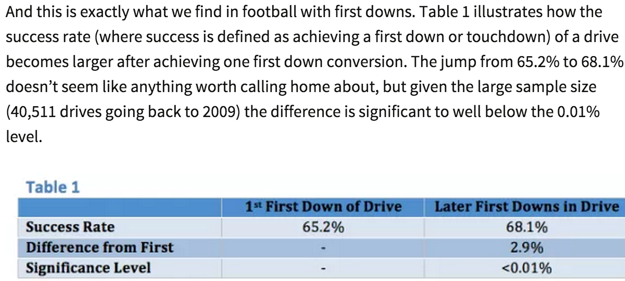 And this is exactly what we find in football with first downs. Table 1 illustrates how the
success rate (where success is defined as achieving a first down or touchdown) of a drive
becomes larger after achieving one first down conversion. The jump from 65.2% to 68.1%
doesn’t seem like anything worth calling home about, but given the large sample size
(40,511 drives going back to 2009) the difference is significant to well below the 0.01%
level.
Table 1
1st First Down of Drive Later First Downs in Drive
Success Rate 65.2% 68.1%
Difference from First - 2.9%
Significance Level - <0.01%